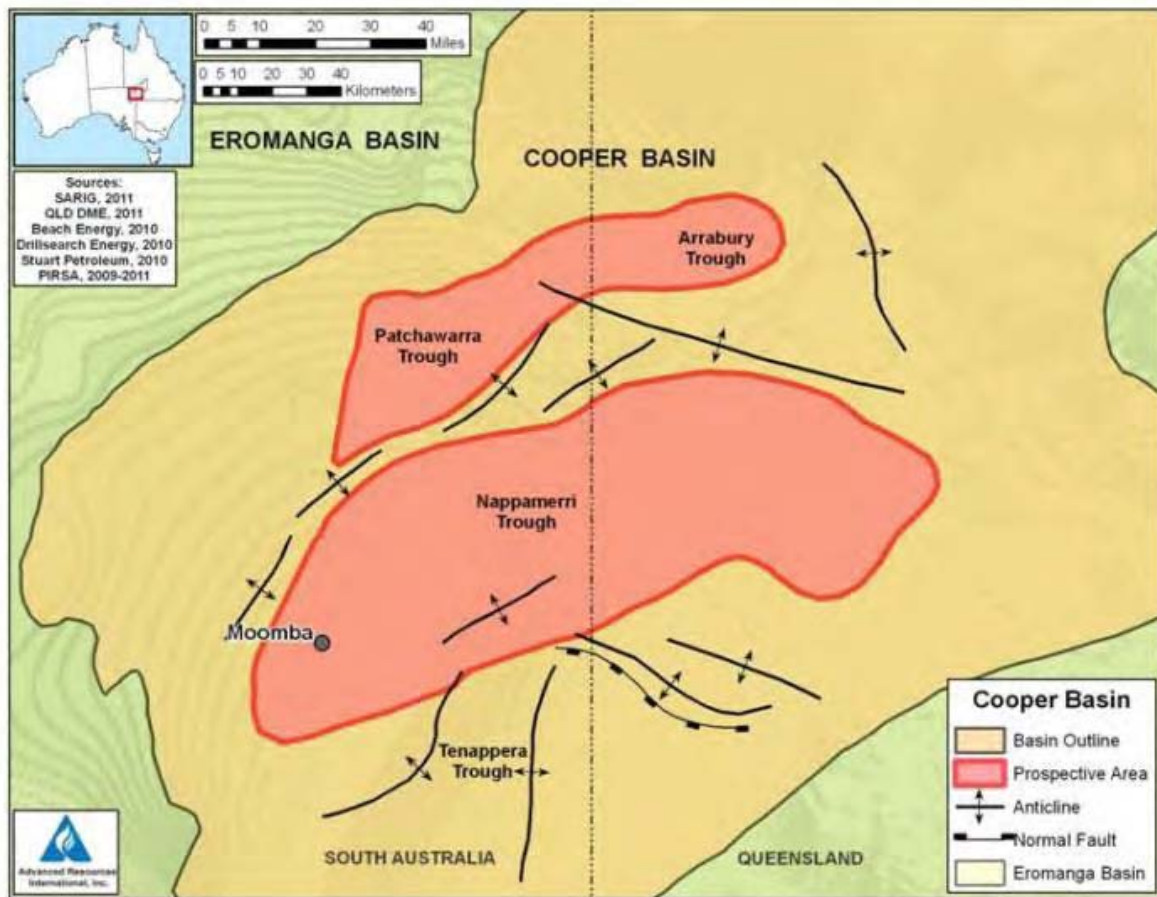 0 5 10 20 30 40
Miles
0 5 10 20 30 40
Kilometers
EROMANGA BASIN
COOPER BASIN
Sources:
SARIG, 2011
QLD DME, 2011
Beach Energy, 2010
Drillsearch Energy, 2010
Stuart Petroleum, 2010
PIRSA, 2009-2011
Arrabury
Trough
Patchawarra
Trough
Nappamerri
Trough
Moomba
Tenappera
Trough
SOUTH AUSTRALIA
QUEENSLAND
Cooper Basin
Basin Outline
Prospective Area
Anticline
Normal Fault
Eromanga Basin
Advanced Resources
International, Inc.